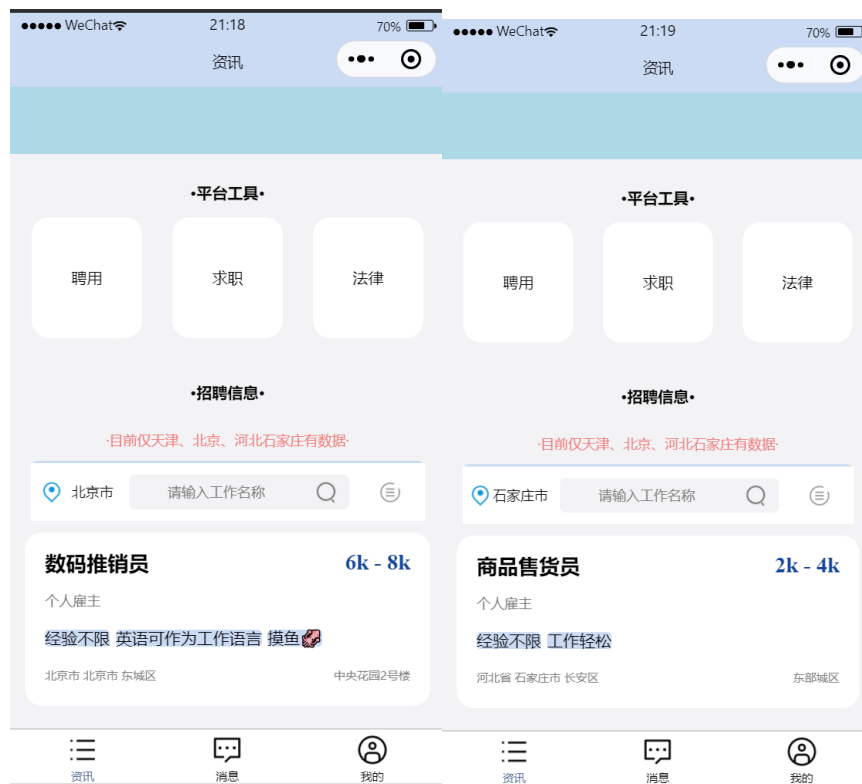 WeChat 21:18 70%
资讯
·平台工具·
聘用 求职 法律
·招聘信息·
·目前仅天津、北京、河北石家庄有数据·
北京市 请输入工作名称
数码推销员 6k - 8k
个人雇主
经验不限 英语可作为工作语言 摸鱼
北京市 北京市 东城区 中央花园2号楼
资讯 消息 我的
WeChat 21:19 70%
资讯
·平台工具·
聘用 求职 法律
·招聘信息·
·目前仅天津、北京、河北石家庄有数据·
石家庄市 请输入工作名称
商品售货员 2k - 4k
个人雇主
经验不限 工作轻松
河北省 石家庄市 长安区 东部城区
资讯 消息 我的